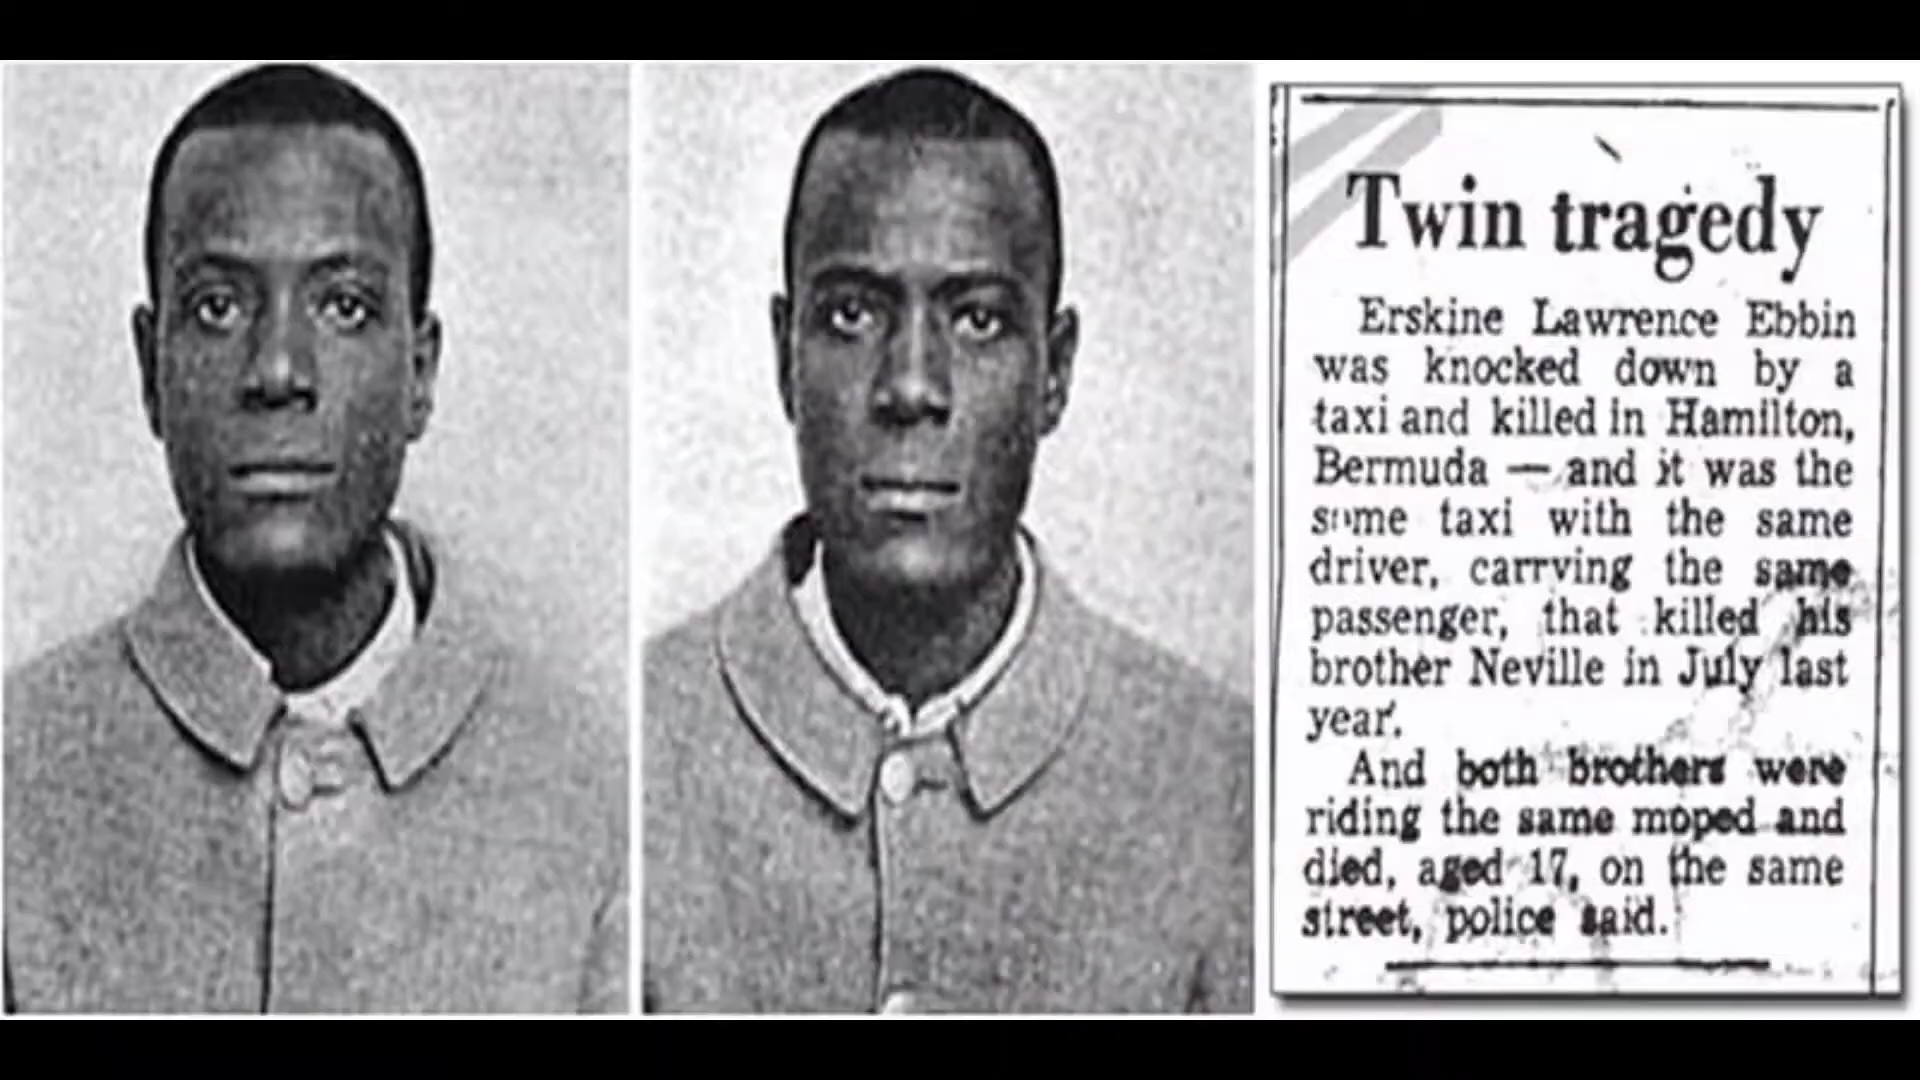 Twin tragedy
Erskine Lawrence Ebbin
was knocked down by a
taxi and killed in Hamilton,
Bermuda — and it was the
same taxi with the same
driver, carrying the same
passenger, that killed his
brother Neville in July last
year.
And both brothers were
riding the same moped and
died, aged 17, on the same
street, police said.